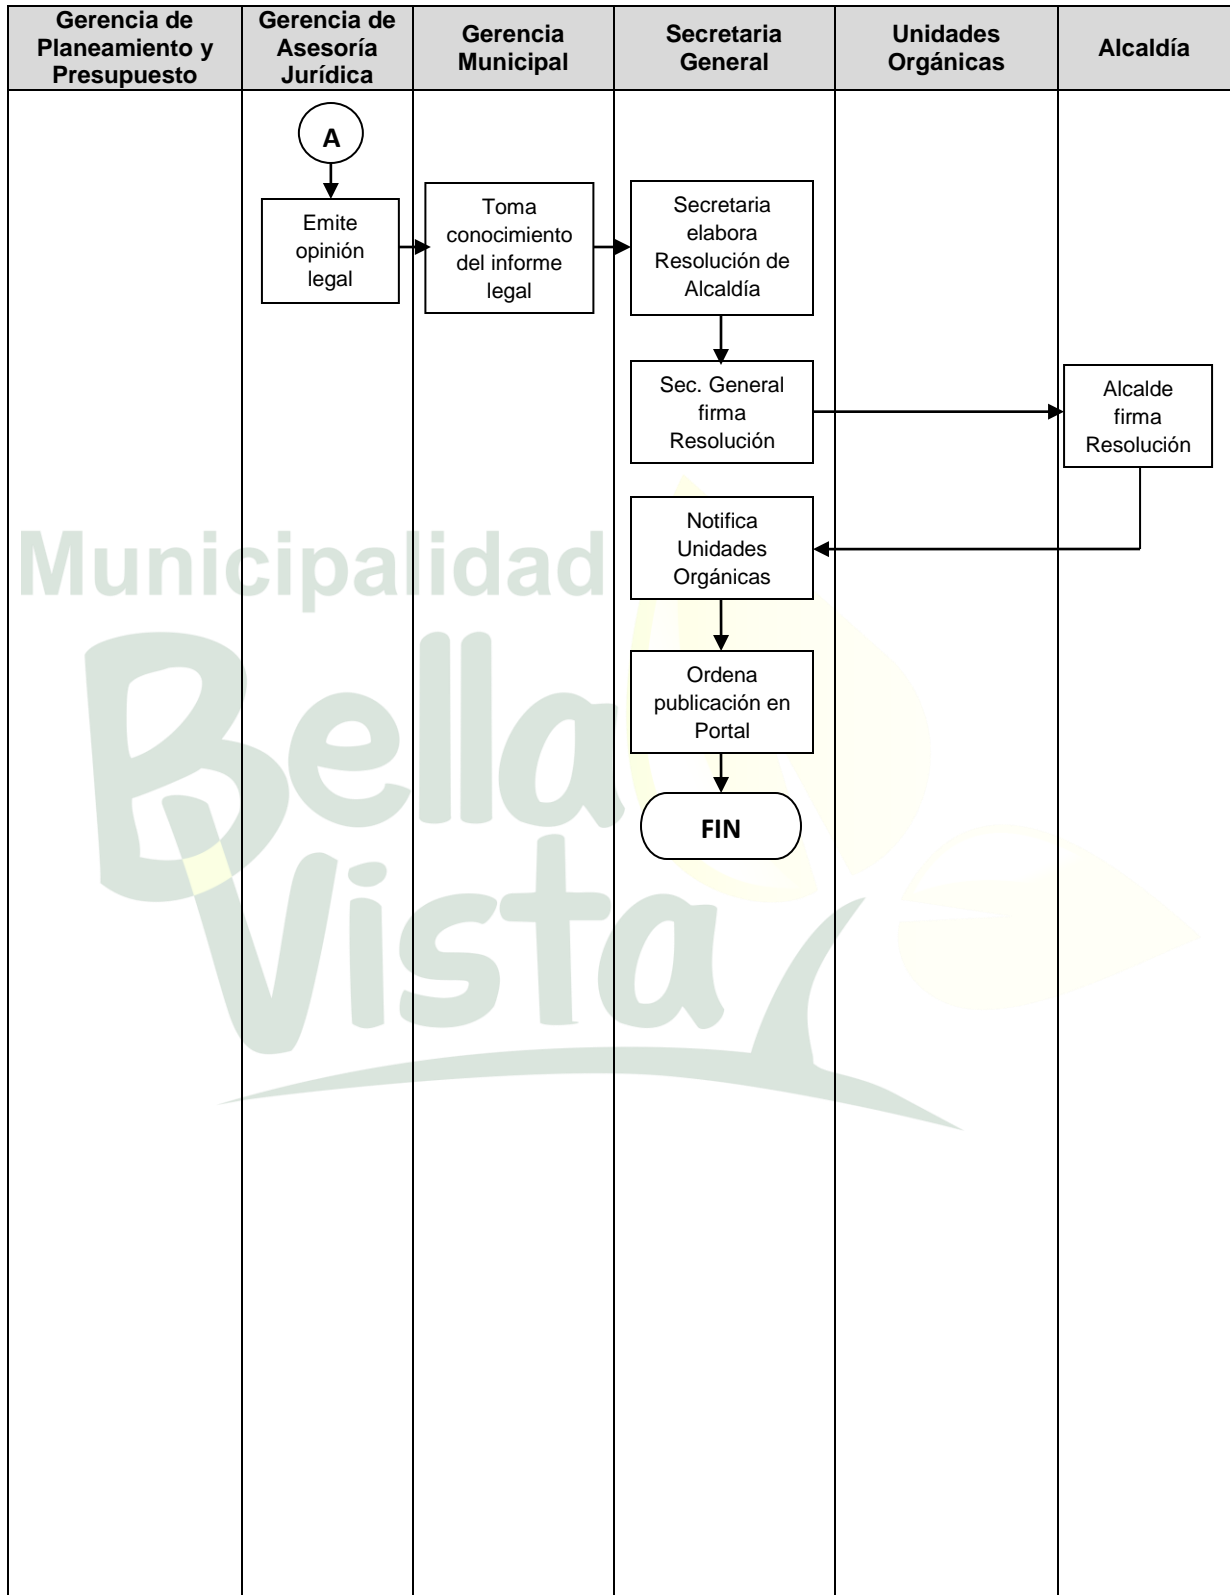 Gerencia de
Planeamiento y
Presupuesto
Gerencia de
Asesoría
Jurídica
Gerencia
Municipal
Secretaria
General
Unidades
Orgánicas
Alcaldía
A
Emite
opinión
legal
Toma
conocimiento
del informe
legal
Secretaria
elabora
Resolución de
Alcaldía
Sec. General
firma
Resolución
Alcalde
firma
Resolución
Notifica
Unidades
Orgánicas
Ordena
publicación en
Portal
FIN
Municipalidad
Bella
Vista